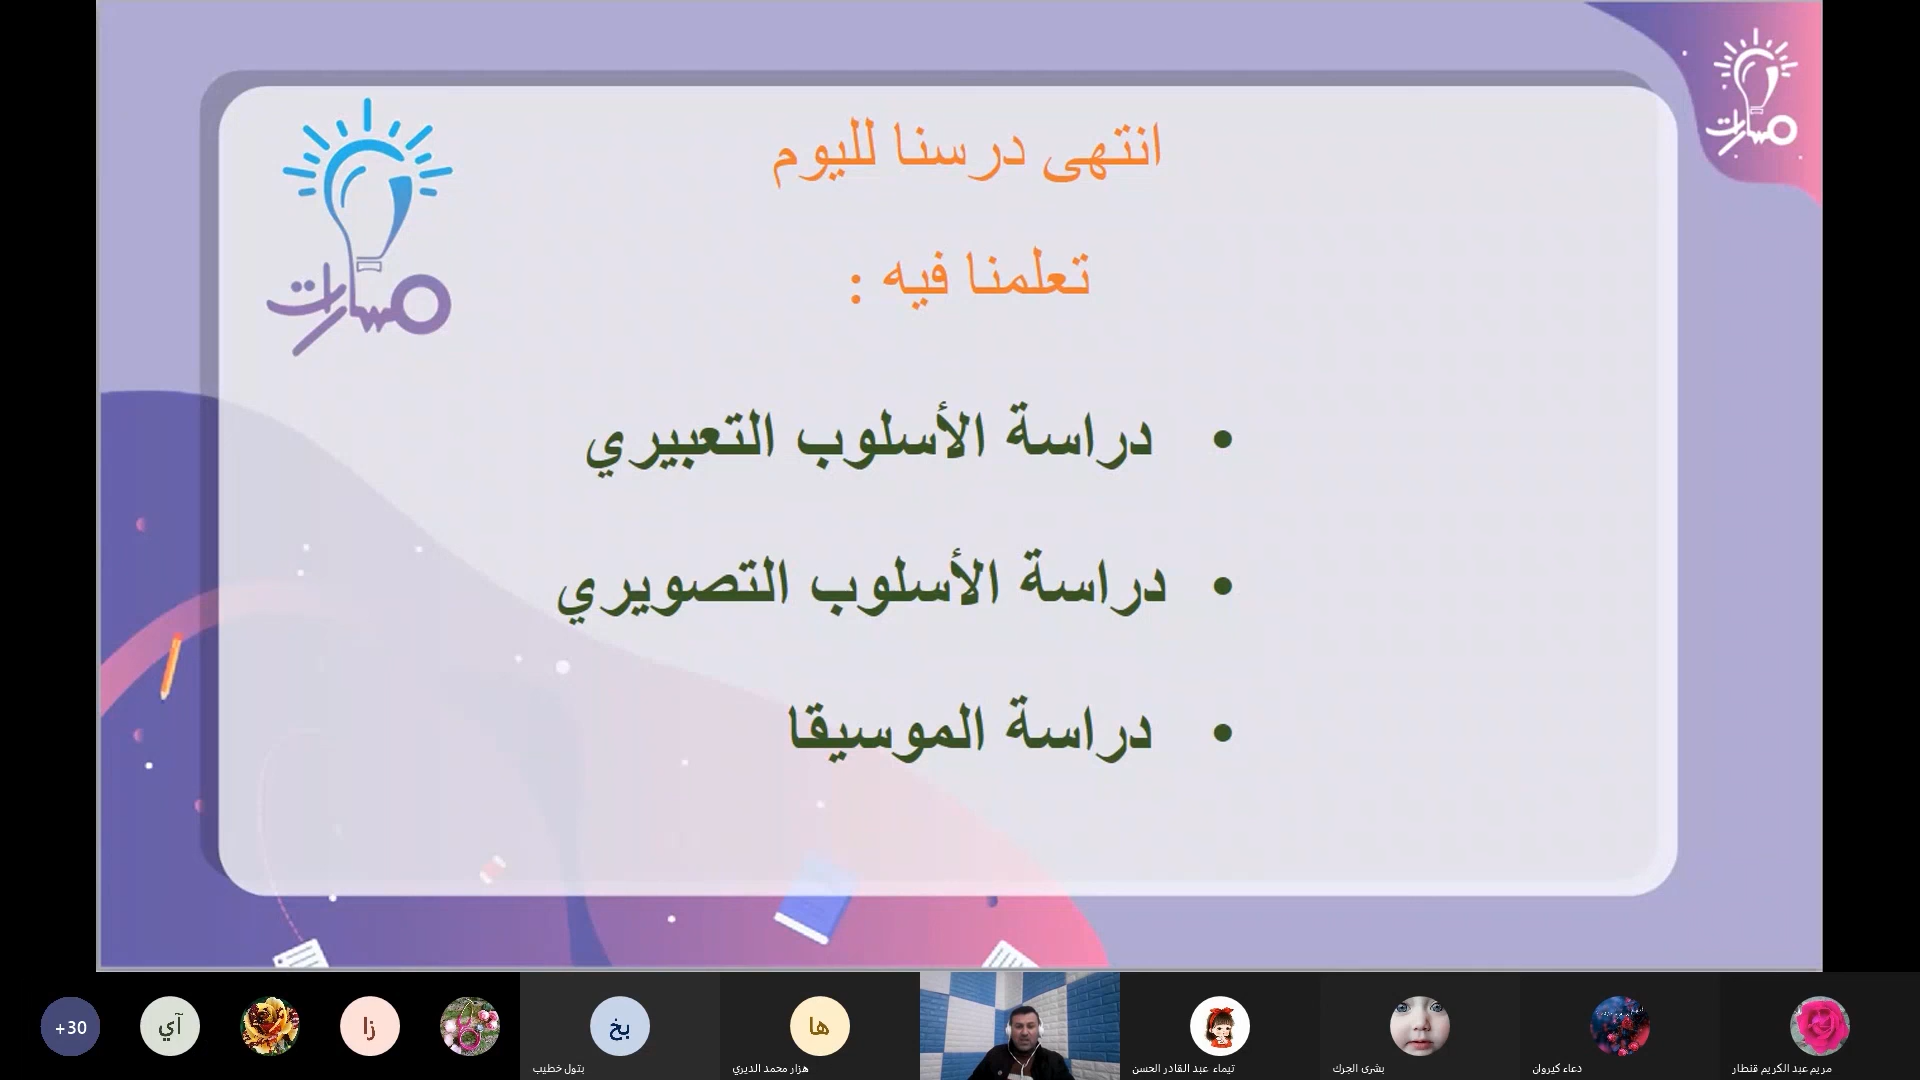 مسارات
مسارات
انتهى درسنا لليوم
تعلمنا فيه :
• دراسة الأسلوب التعبيري
• دراسة الأسلوب التصويري
• دراسة الموسيقا
+30
آي
زا
بخ
ها
بتول خطيب
هزار محمد الديري
تيماء عبد القادر الحسن
بشرى الجرك
دعاء كيروان
مريم عبد الكريم قنطار